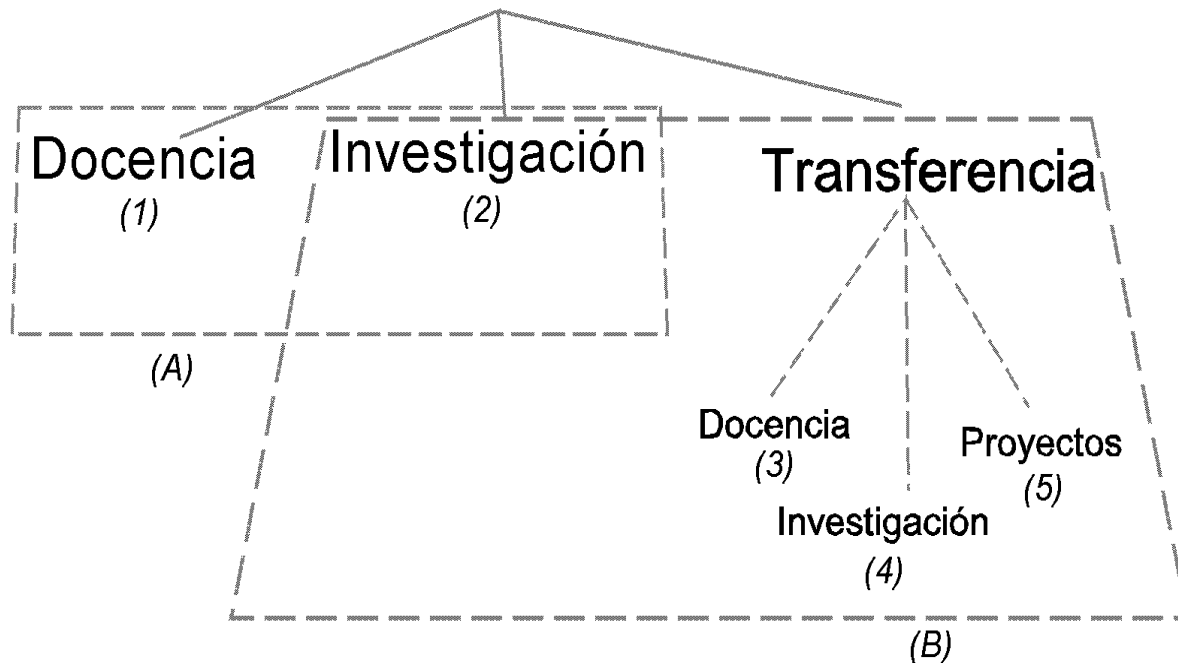 Docencia
(1)
Investigación
(2)
Transferencia
(A)
Docencia
(3)
Investigación
(4)
Proyectos
(5)
(B)